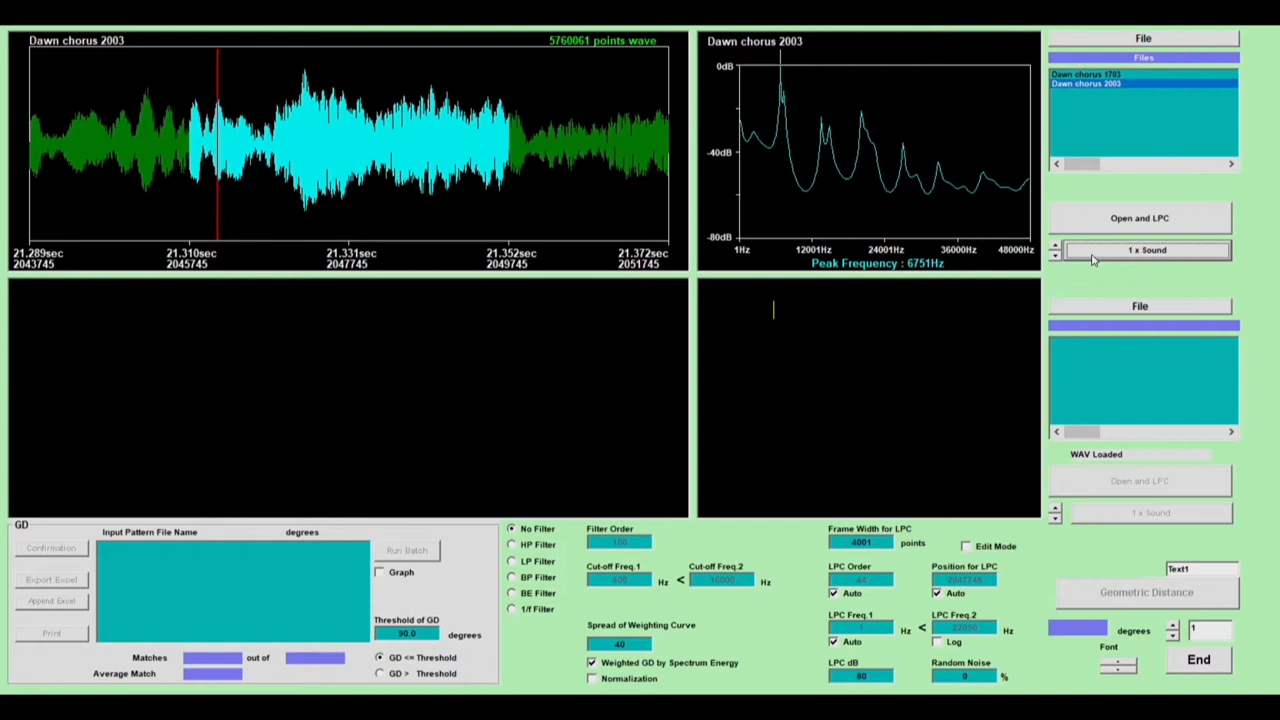 Dawn chorus 2003
5760061 points wave
21.289sec 21.310sec 21.331sec 21.352sec 21.372sec
2043745 2045745 2047745 2049745 2051745
Dawn chorus 2003
0dB
-40dB
-80dB
1Hz 12001Hz 24001Hz 36001Hz 48000Hz
Peak Frequency : 6751Hz
File
Files
Dawn chorus 1703
Dawn chorus 2003
Open and LPC
1 x Sound
File
WAV Loaded
Open and LPC
1 x Sound
Text1
Geometric Distance
degrees 1
Font
End
GD
Input Pattern File Name degrees
Confirmation
Export Excel
Append Excel
Print
Run Batch
Graph
Threshold of GD
90.0 degrees
Matches out of
Average Match
GD <= Threshold
GD > Threshold
No Filter
HP Filter
LP Filter
BP Filter
BE Filter
1/f Filter
Filter Order
100
Cut-off Freq.1 Cut-off Freq.2
400 Hz < 16000 Hz
Spread of Weighting Curve
40
Weighted GD by Spectrum Energy
Normalization
Frame Width for LPC
4001 points Edit Mode
LPC Order Position for LPC
44 2047745
Auto Auto
LPC Freq.1 LPC Freq.2
1 Hz < 22050 Hz
Auto Log
LPC dB Random Noise
80 0 %